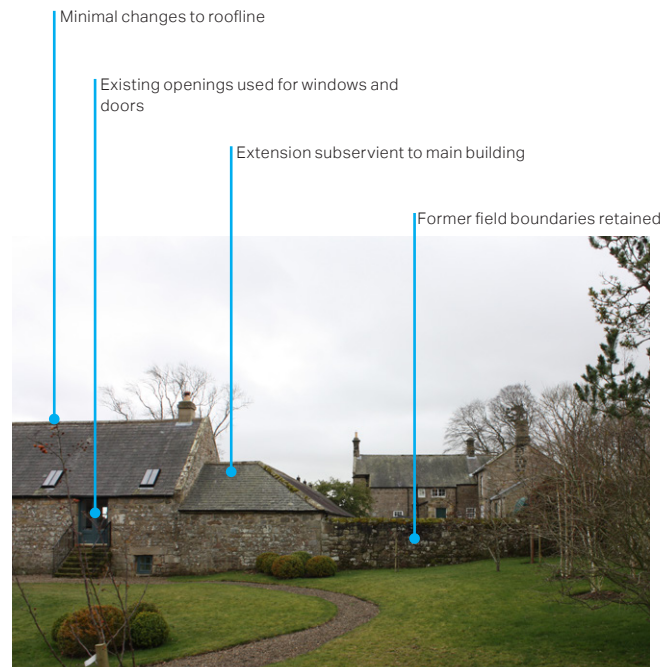 Minimal changes to roofline
Existing openings used for windows and
doors
Extension subservient to main building
Former field boundaries retained